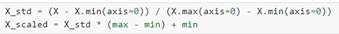 X_std = (X - X.min(axis=0)) / (X.max(axis=0) - X.min(axis=0))
X_scaled = X_std * (max - min) + min